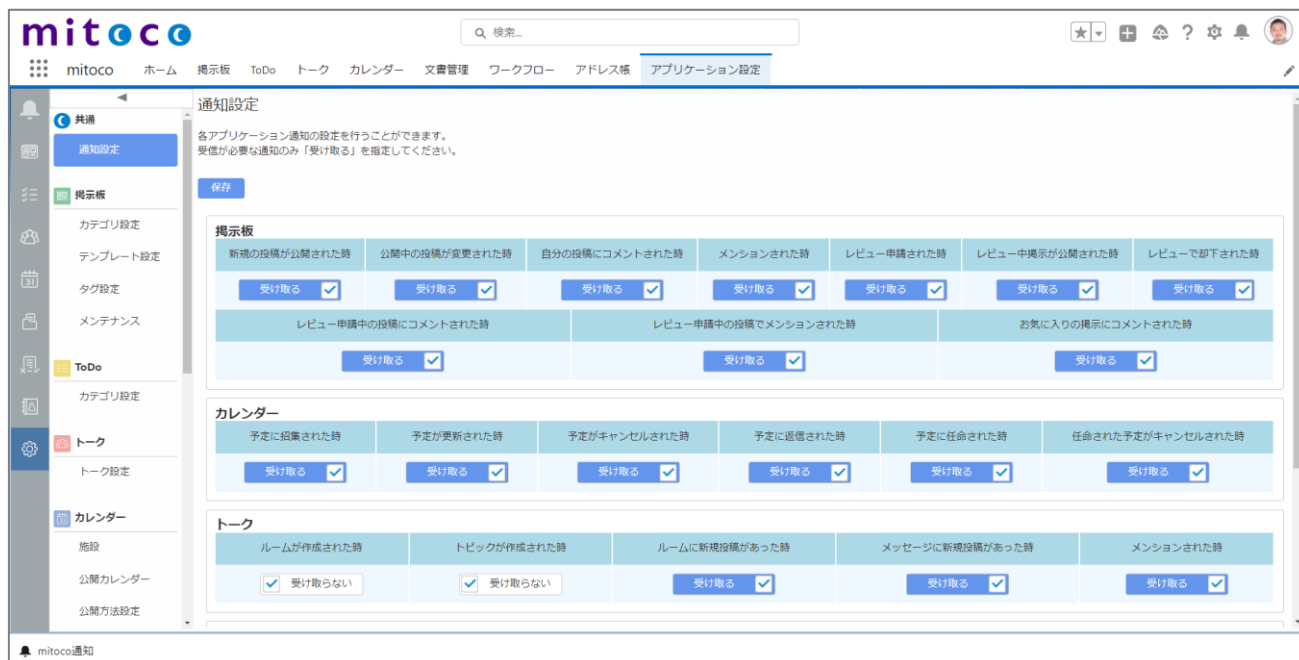 mitoco
検索...
mitoco ホーム 掲示板 ToDo トーク カレンダー 文書管理 ワークフロー アドレス帳 アプリケーション設定
共通
通知設定
掲示板
カテゴリ設定
テンプレート設定
タグ設定
メンテナンス
ToDo
カテゴリ設定
トーク
トーク設定
カレンダー
施設
公開カレンダー
公開方法設定
通知設定
各アプリケーション通知の設定を行うことができます。
受信が必要な通知のみ「受け取る」を指定してください。
保存
掲示板
新規の投稿が公開された時 公開中の投稿が変更された時 自分の投稿にコメントされた時 メンションされた時 レビュー申請された時 レビュー中掲示が公開された時 レビューで却下された時
受け取る 受け取る 受け取る 受け取る 受け取る 受け取る 受け取る
レビュー申請中の投稿にコメントされた時 レビュー申請中の投稿でメンションされた時 お気に入りの掲示にコメントされた時
受け取る 受け取る 受け取る
カレンダー
予定に招集された時 予定が更新された時 予定がキャンセルされた時 予定に返信された時 予定に任命された時 任命された予定がキャンセルされた時
受け取る 受け取る 受け取る 受け取る 受け取る 受け取る
トーク
ルームが作成された時 トピックが作成された時 ルームに新規投稿があった時 メッセージに新規投稿があった時 メンションされた時
受け取らない 受け取らない 受け取る 受け取る 受け取る
mitoco通知